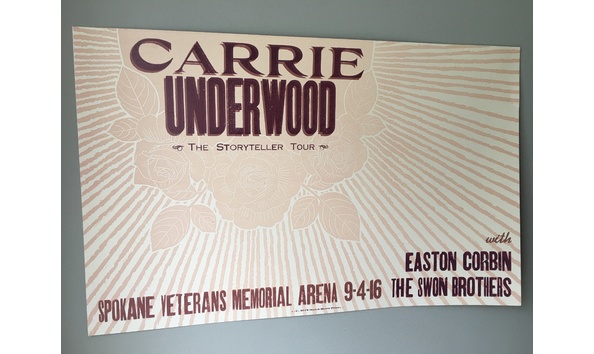 CARRIE
UNDERWOOD
THE STORYTELLER TOUR
with
EASTON CORBIN
SPOKANE VETERANS MEMORIAL ARENA 9-4-16 THE SWON BROTHERS